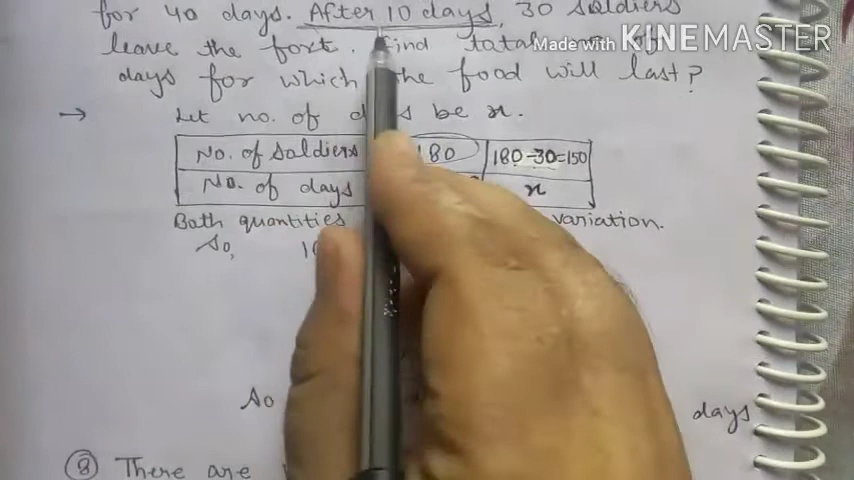 for 40 days. After 10 days, 30 soldiers
leave the fort. find
Made with KINEMASTER
days for which the food will last?
→ Let no. of be x.
No. of soldiers 180 180-30=150
No. of days x
Both quantities variation.
So,
So days
8 There are